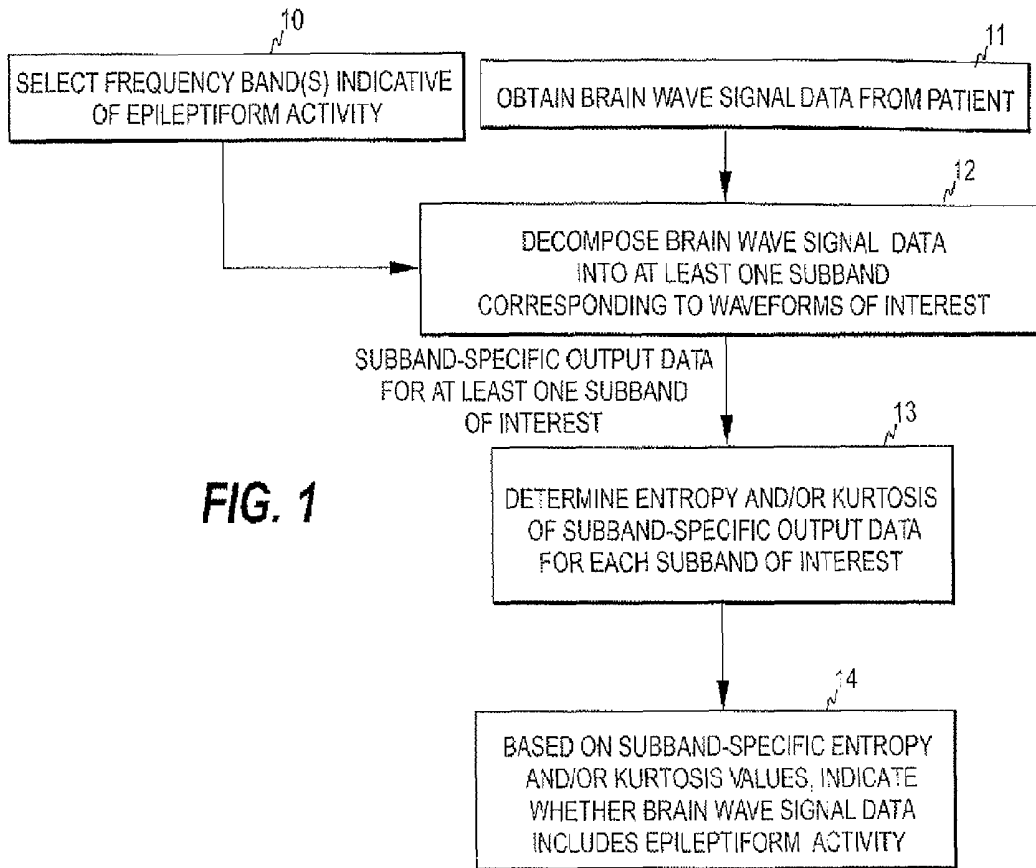 10
SELECT FREQUENCY BAND(S) INDICATIVE
OF EPILEPTIFORM ACTIVITY
11
OBTAIN BRAIN WAVE SIGNAL DATA FROM PATIENT
12
DECOMPOSE BRAIN WAVE SIGNAL DATA
INTO AT LEAST ONE SUBBAND
CORRESPONDING TO WAVEFORMS OF INTEREST
SUBBAND-SPECIFIC OUTPUT DATA
FOR AT LEAST ONE SUBBAND
OF INTEREST
13
DETERMINE ENTROPY AND/OR KURTOSIS
OF SUBBAND-SPECIFIC OUTPUT DATA
FOR EACH SUBBAND OF INTEREST
FIG. 1
14
BASED ON SUBBAND-SPECIFIC ENTROPY
AND/OR KURTOSIS VALUES, INDICATE
WHETHER BRAIN WAVE SIGNAL DATA
INCLUDES EPILEPTIFORM ACTIVITY